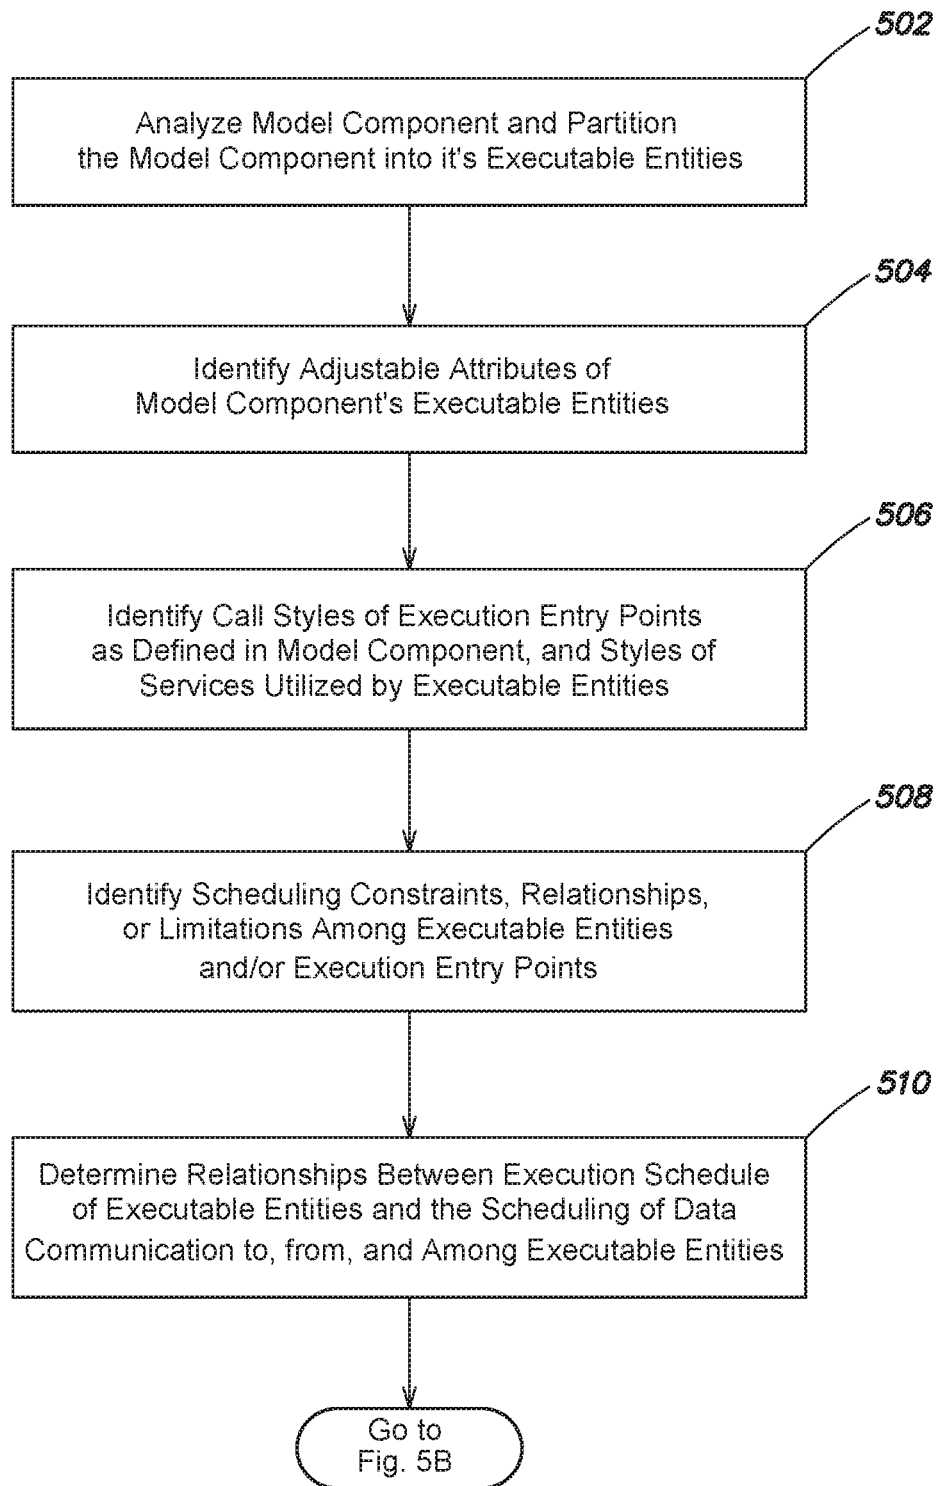 502
Analyze Model Component and Partition
the Model Component into it's Executable Entities
504
Identify Adjustable Attributes of
Model Component's Executable Entities
506
Identify Call Styles of Execution Entry Points
as Defined in Model Component, and Styles of
Services Utilized by Executable Entities
508
Identify Scheduling Constraints, Relationships,
or Limitations Among Executable Entities
and/or Execution Entry Points
510
Determine Relationships Between Execution Schedule
of Executable Entities and the Scheduling of Data
Communication to, from, and Among Executable Entities
Go to
Fig. 5B